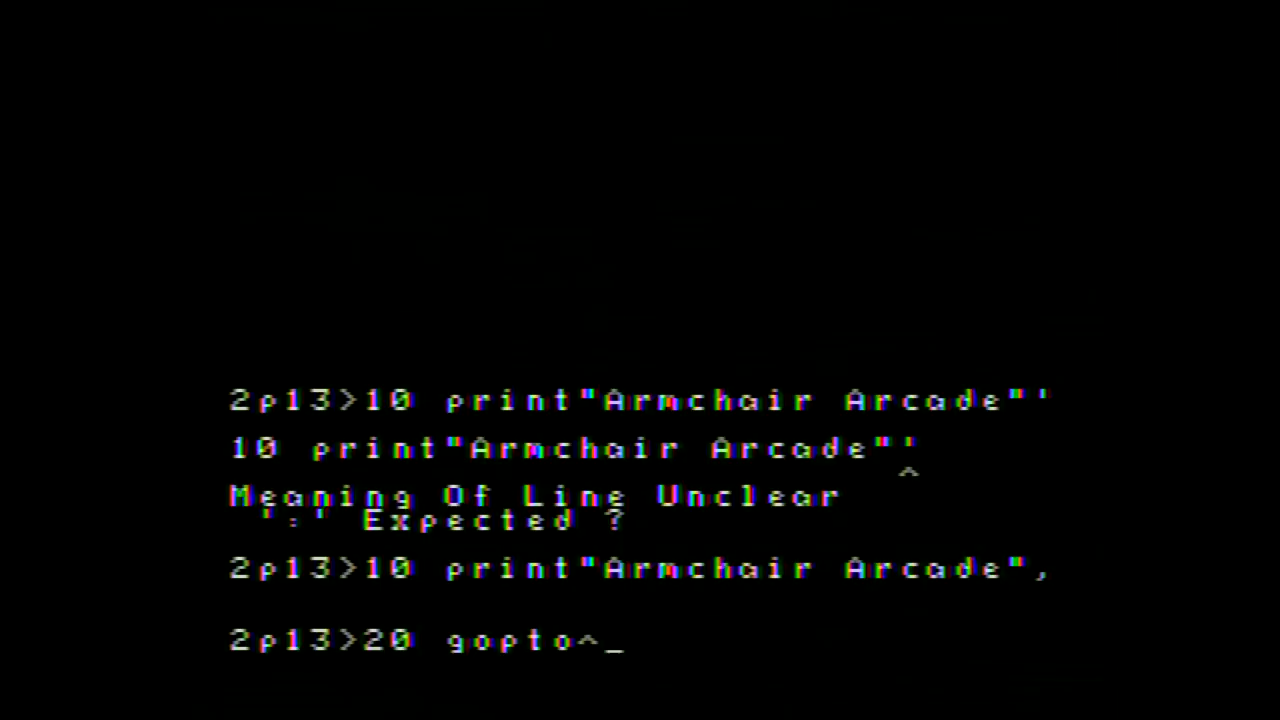 2p13>10 print"Armchair Arcade"'
10 print"Armchair Arcade"'
^
Meaning Of Line Unclear
':' Expected ?
2p13>10 print"Armchair Arcade",
2p13>20 gopto^_